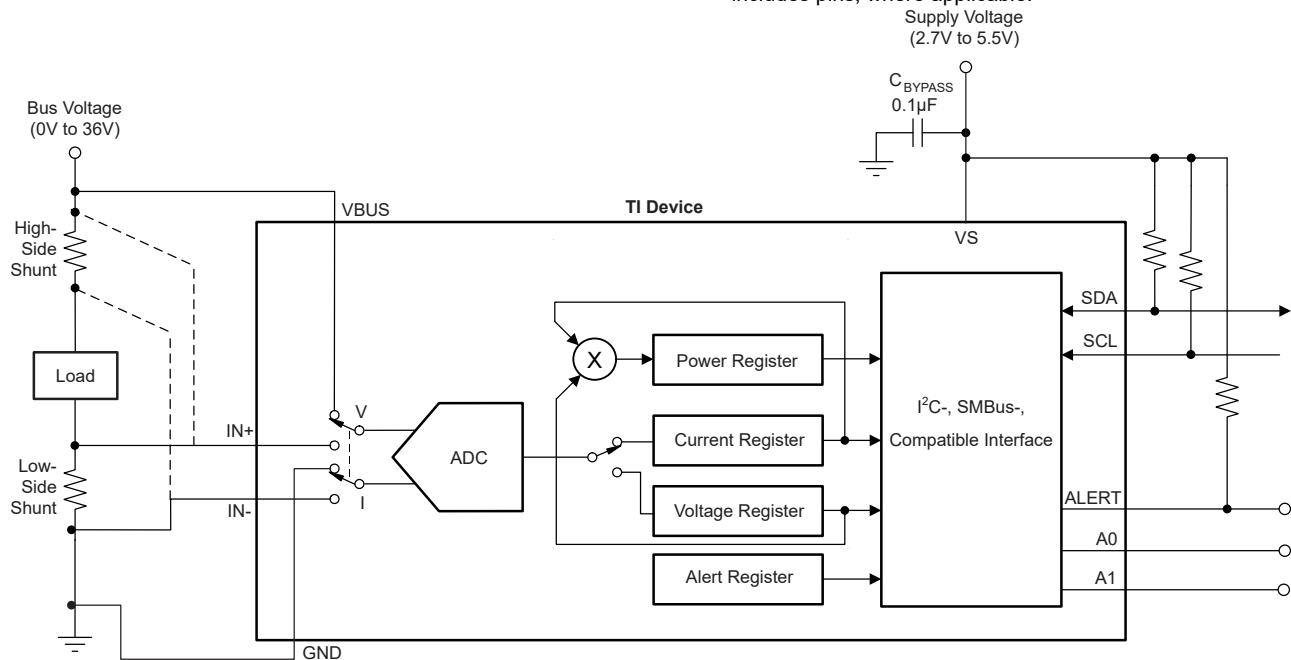 includes pins, where applicable.
Supply Voltage
(2.7V to 5.5V)
CBYPASS
0.1µF
Bus Voltage
(0V to 36V)
VBUS
TI Device
VS
High-
Side
Shunt
SDA
SCL
Load
X
Power Register
I²C-, SMBus-,
Compatible Interface
V
IN+
ADC
Current Register
Low-
Side
Shunt
I
IN-
Voltage Register
ALERT
A0
Alert Register
A1
GND